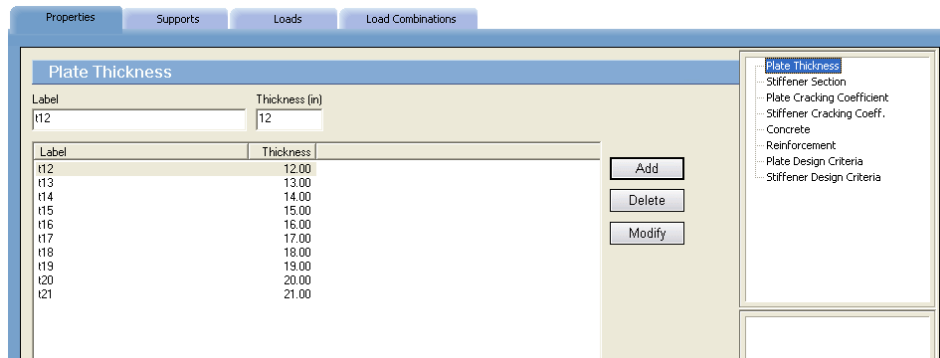 Properties Supports Loads Load Combinations
Plate Thickness
Label Thickness (in)
t12 12
Label Thickness
t12 12.00
t13 13.00
t14 14.00
t15 15.00
t16 16.00
t17 17.00
t18 18.00
t19 19.00
t20 20.00
t21 21.00
Add
Delete
Modify
Plate Thickness
Stiffener Section
Plate Cracking Coefficient
Stiffener Cracking Coeff.
Concrete
Reinforcement
Plate Design Criteria
Stiffener Design Criteria